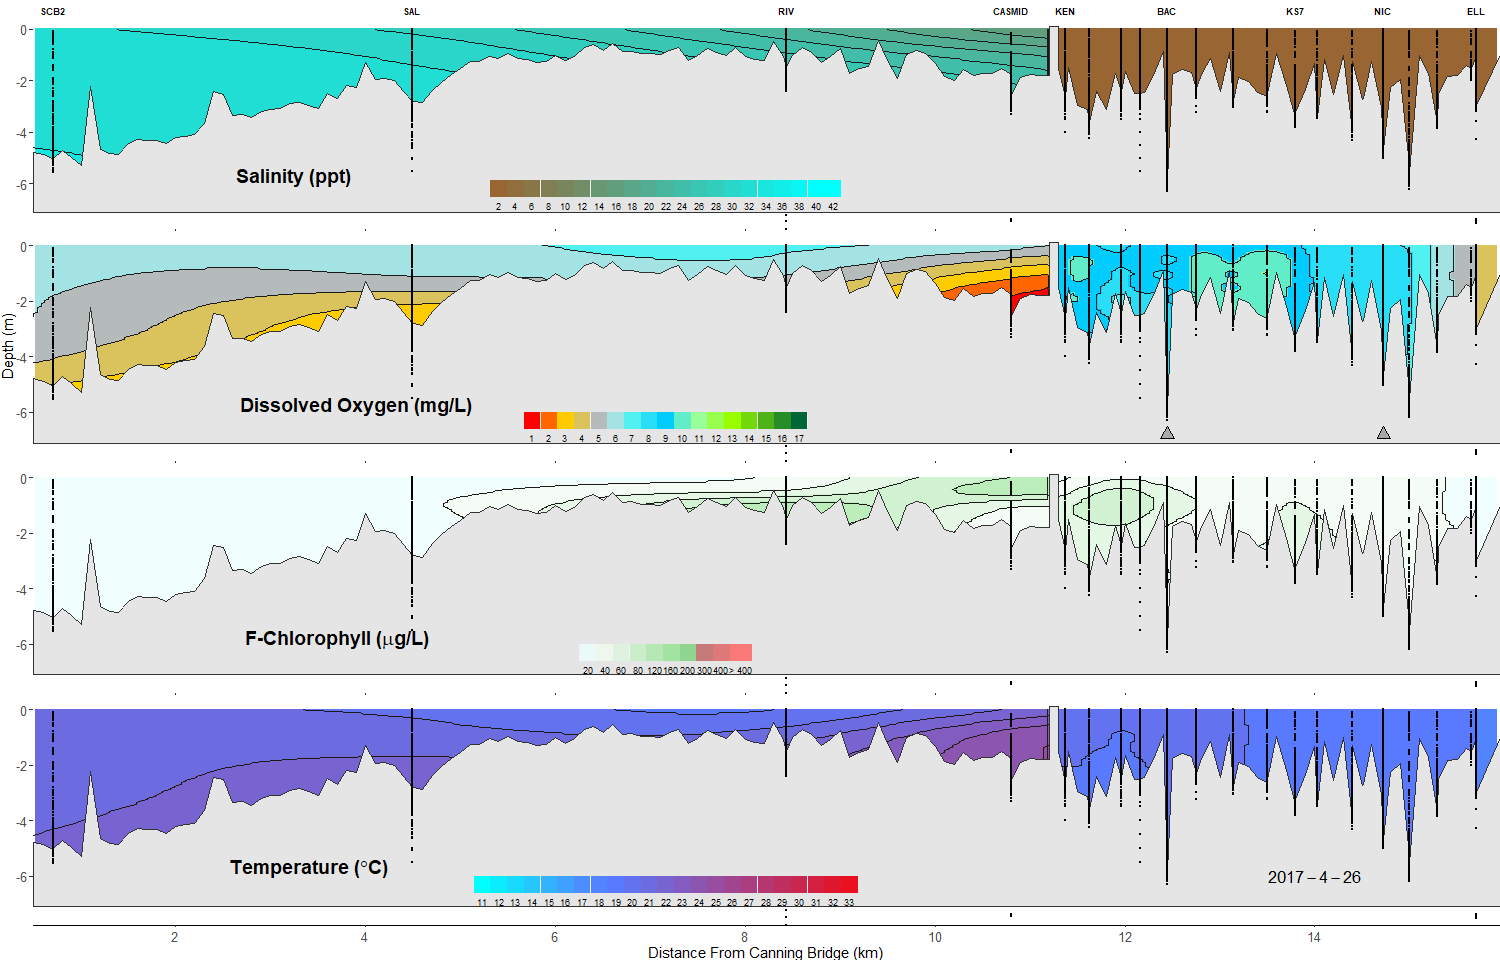 SCB2 SAL RIV CASMID KEN BAC KS7 NIC ELL
0
-2
-4
-6
Salinity (ppt)
2 4 6 8 10 12 14 16 18 20 22 24 26 28 30 32 34 36 38 40 42
0
-2
-4
-6
Dissolved Oxygen (mg/L)
1 2 3 4 5 6 7 8 9 10 11 12 13 14 15 16 17
Depth (m)
0
-2
-4
-6
F-Chlorophyll (µg/L)
20 40 60 80 120 160 200 300 400 > 400
0
-2
-4
-6
Temperature (°C)
11 12 13 14 15 16 17 18 19 20 21 22 23 24 25 26 27 28 29 30 31 32 33
2017 – 4 – 26
2 4 6 8 10 12 14
Distance From Canning Bridge (km)